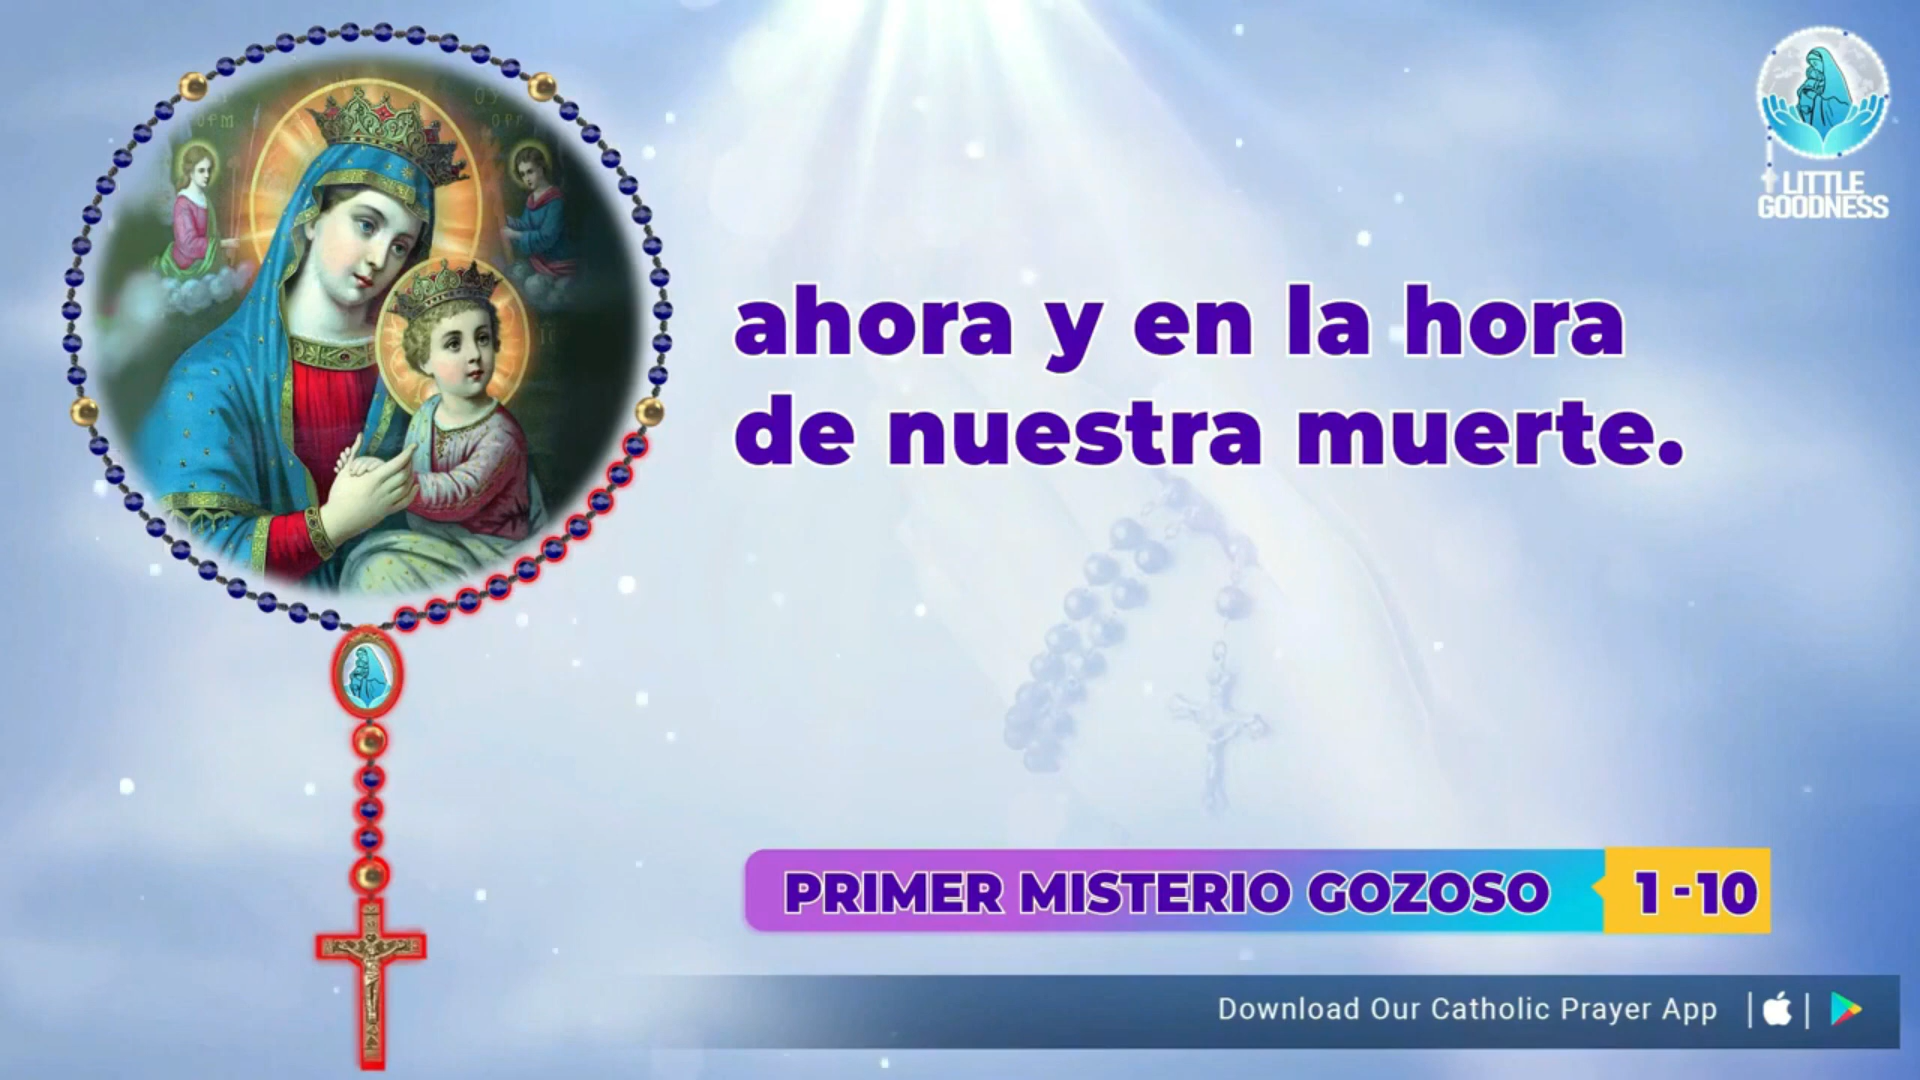 LITTLE
GOODNESS
ahora y en la hora
de nuestra muerte.
PRIMER MISTERIO GOZOSO 1-10
Download Our Catholic Prayer App